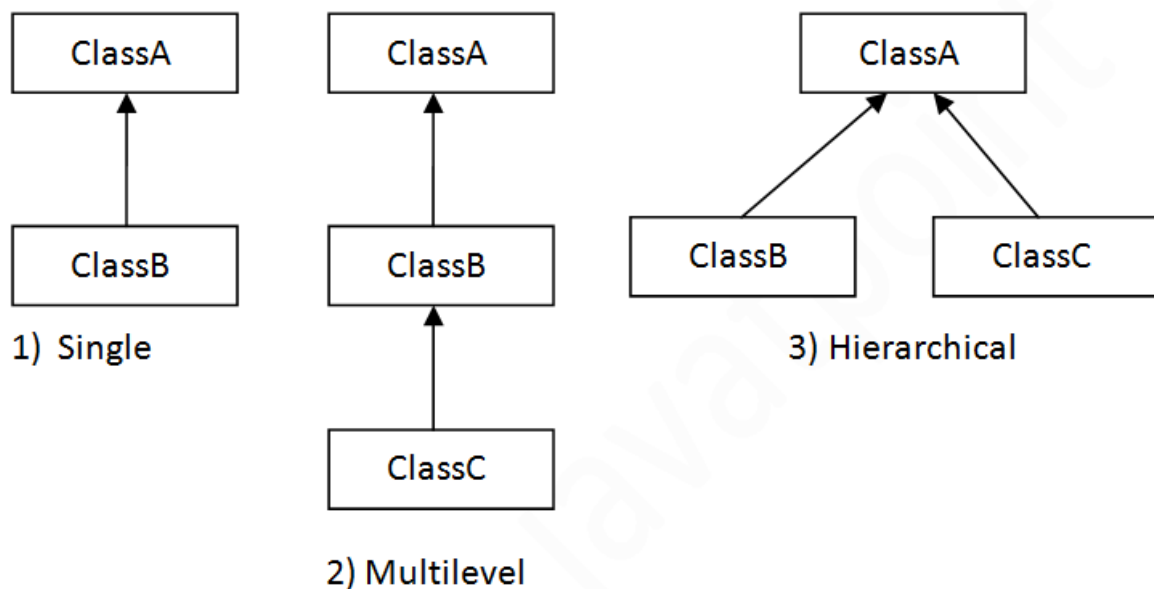 ClassA
ClassB
1) Single
ClassA
ClassB
ClassC
2) Multilevel
ClassA
ClassB
ClassC
3) Hierarchical